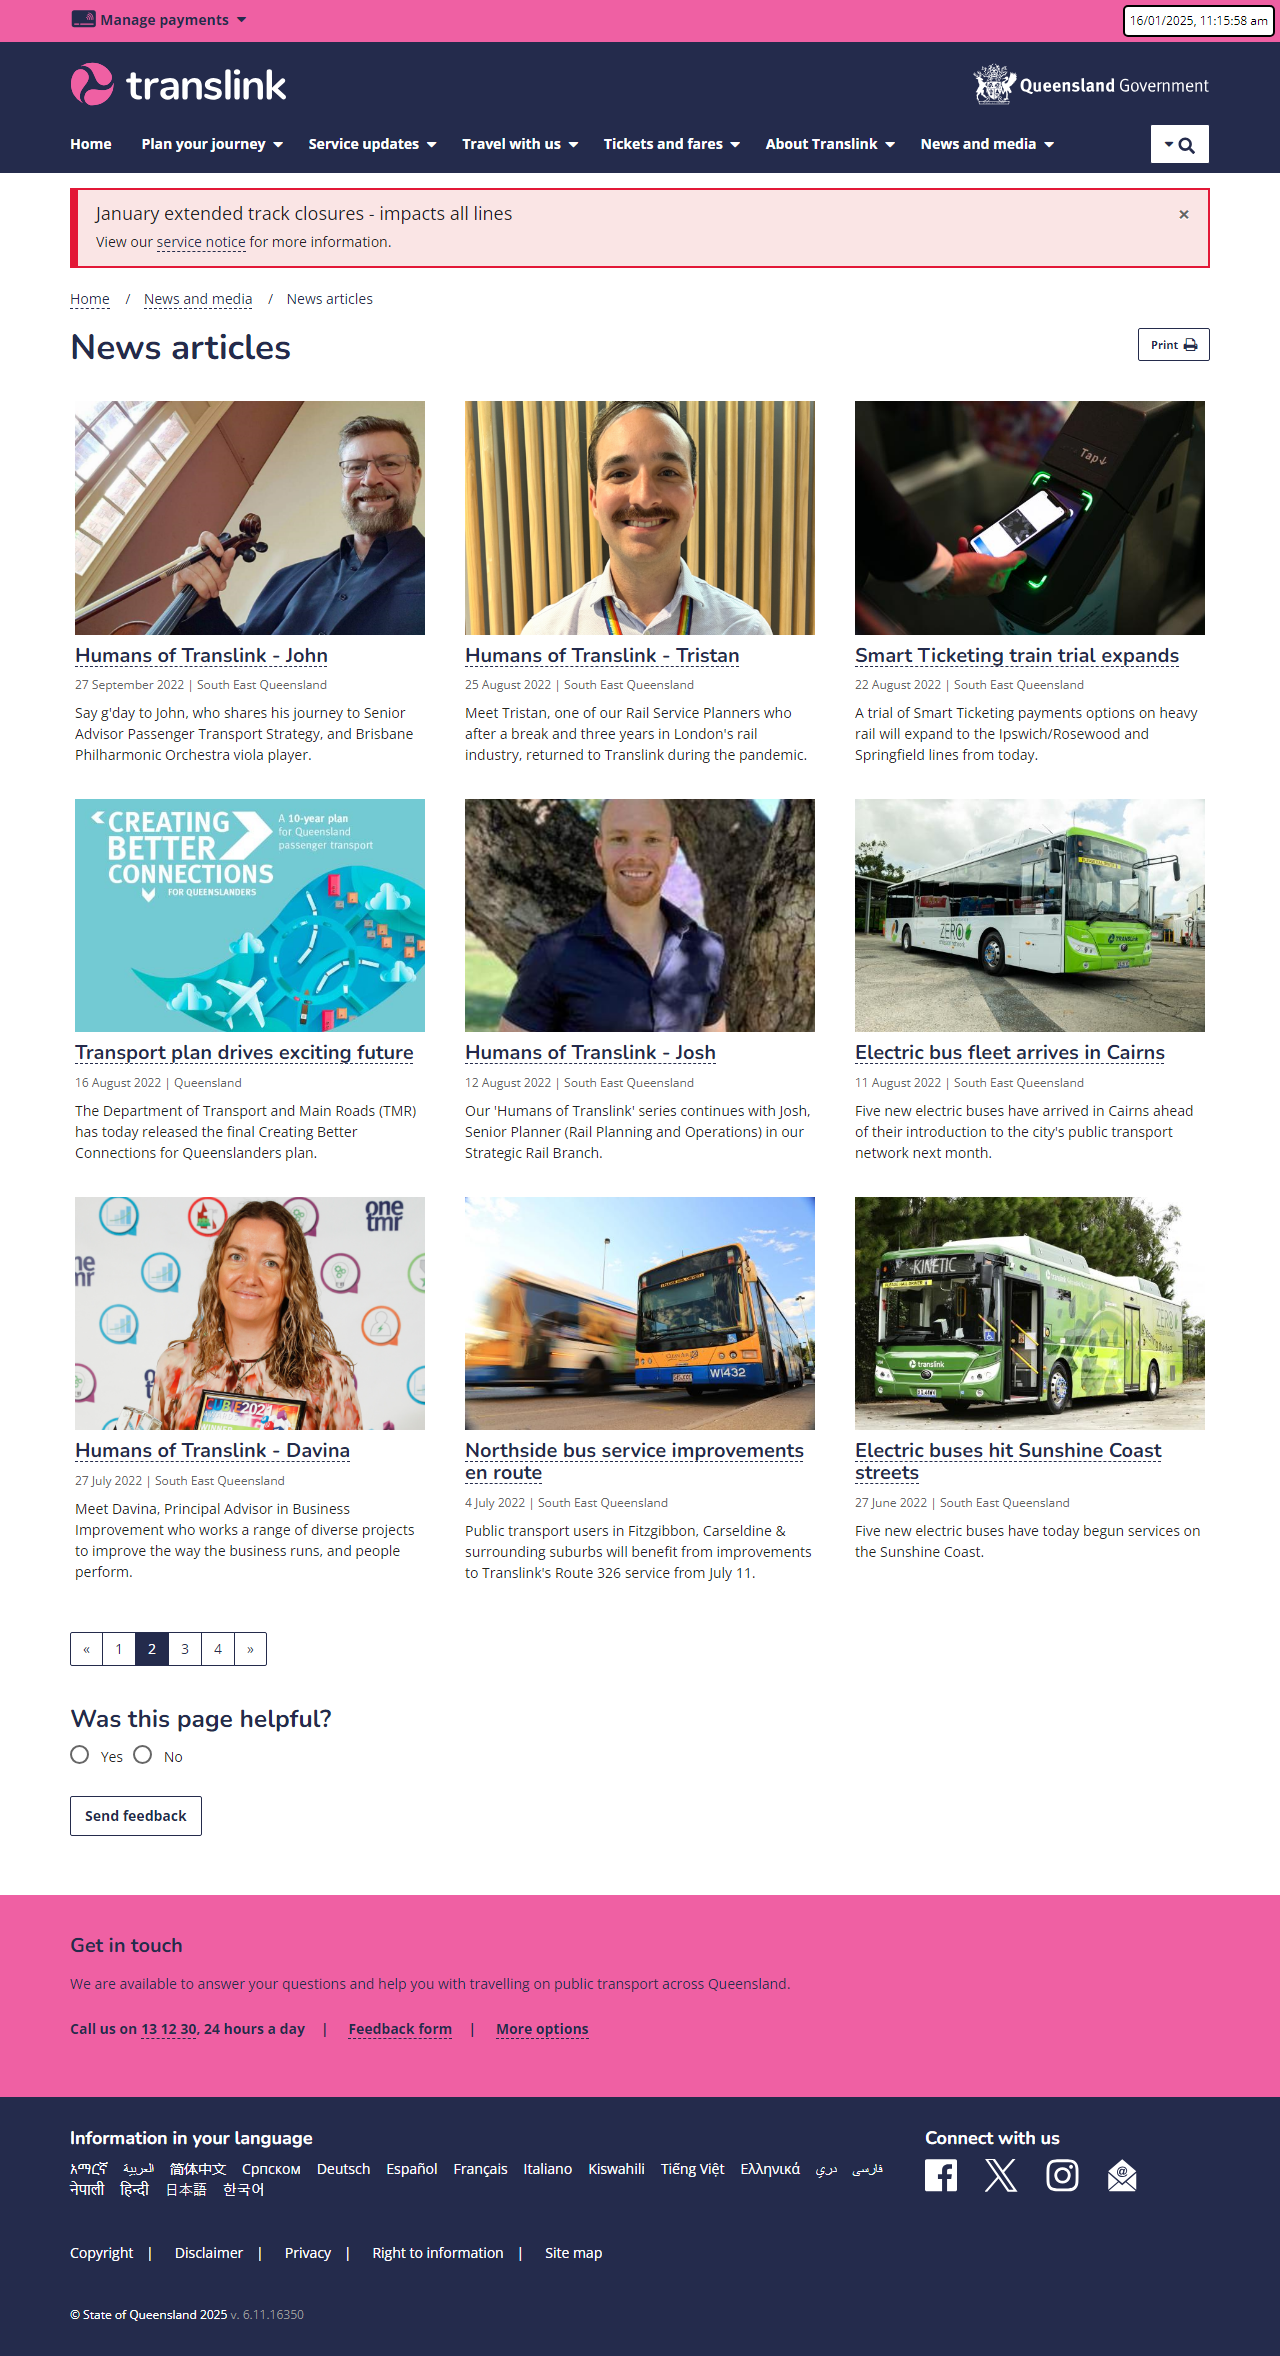 Manage payments
16/01/2025, 11:15:58 am
translink
Queensland Government
Home Plan your journey Service updates Travel with us Tickets and fares About Translink News and media
January extended track closures - impacts all lines ×
View our service notice for more information.
Home / News and media / News articles
News articles
Print
Tap
Humans of Translink - John
27 September 2022 | South East Queensland
Say g'day to John, who shares his journey to Senior
Advisor Passenger Transport Strategy, and Brisbane
Philharmonic Orchestra viola player.
Humans of Translink - Tristan
25 August 2022 | South East Queensland
Meet Tristan, one of our Rail Service Planners who
after a break and three years in London's rail
industry, returned to Translink during the pandemic.
Smart Ticketing train trial expands
22 August 2022 | South East Queensland
A trial of Smart Ticketing payments options on heavy
rail will expand to the Ipswich/Rosewood and
Springfield lines from today.
CREATING
BETTER
CONNECTIONS
FOR QUEENSLANDERS
A 10-year plan
for Queensland
passenger transport
ZERO
TRANSLink
Transport plan drives exciting future
16 August 2022 | Queensland
The Department of Transport and Main Roads (TMR)
has today released the final Creating Better
Connections for Queenslanders plan.
Humans of Translink - Josh
12 August 2022 | South East Queensland
Our 'Humans of Translink' series continues with Josh,
Senior Planner (Rail Planning and Operations) in our
Strategic Rail Branch.
Electric bus fleet arrives in Cairns
11 August 2022 | South East Queensland
Five new electric buses have arrived in Cairns ahead
of their introduction to the city's public transport
network next month.
one
tmr
CUBIE2021
WINNER
W1432
KINETIC
translink
ZERO
Humans of Translink - Davina
27 July 2022 | South East Queensland
Meet Davina, Principal Advisor in Business
Improvement who works a range of diverse projects
to improve the way the business runs, and people
perform.
Northside bus service improvements
en route
4 July 2022 | South East Queensland
Public transport users in Fitzgibbon, Carseldine &
surrounding suburbs will benefit from improvements
to Translink's Route 326 service from July 11.
Electric buses hit Sunshine Coast
streets
27 June 2022 | South East Queensland
Five new electric buses have today begun services on
the Sunshine Coast.
« 1 2 3 4 »
Was this page helpful?
Yes No
Send feedback
Get in touch
We are available to answer your questions and help you with travelling on public transport across Queensland.
Call us on 13 12 30, 24 hours a day | Feedback form | More options
Information in your language
አማርኛ العربية 简体中文 Српском Deutsch Español Français Italiano Kiswahili Tiếng Việt Ελληνικά دري فارسی
नेपाली हिन्दी 日本語 한국어
Connect with us
Copyright | Disclaimer | Privacy | Right to information | Site map
© State of Queensland 2025 v. 6.11.16350